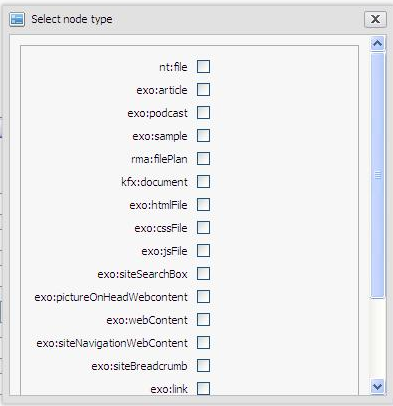 Select node type
nt:file
exo:article
exo:podcast
exo:sample
rma:filePlan
kfx:document
exo:htmlFile
exo:cssFile
exo:jsFile
exo:siteSearchBox
exo:pictureOnHeadWebcontent
exo:webContent
exo:siteNavigationWebContent
exo:siteBreadcrumb
exo:link